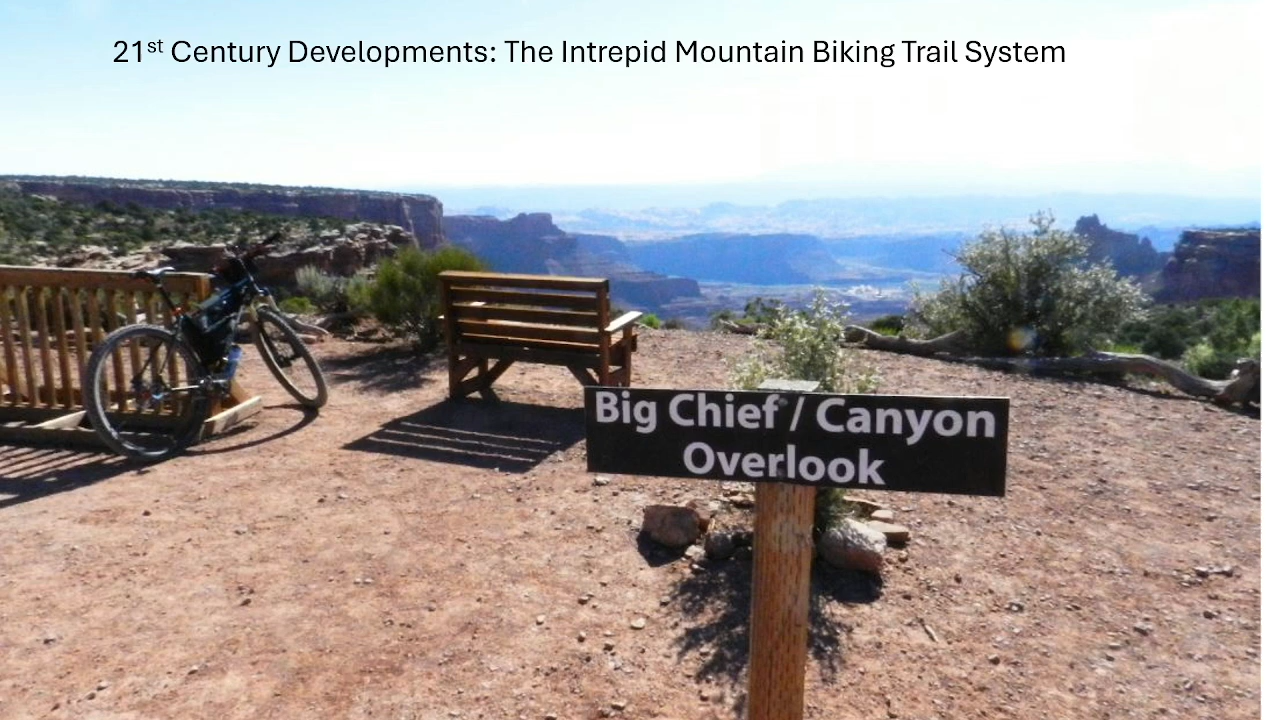 21st Century Developments: The Intrepid Mountain Biking Trail System
Big Chief / Canyon
Overlook